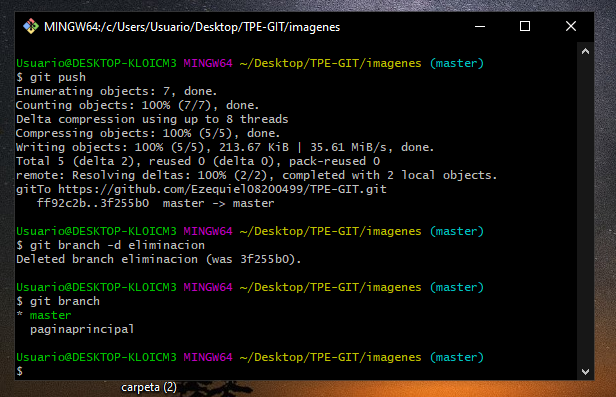 MINGW64:/c/Users/Usuario/Desktop/TPE-GIT/imagenes
Usuario@DESKTOP-KLOICM3 MINGW64 ~/Desktop/TPE-GIT/imagenes (master)
$ git push
Enumerating objects: 7, done.
Counting objects: 100% (7/7), done.
Delta compression using up to 8 threads
Compressing objects: 100% (5/5), done.
Writing objects: 100% (5/5), 213.67 KiB | 35.61 MiB/s, done.
Total 5 (delta 2), reused 0 (delta 0), pack-reused 0
remote: Resolving deltas: 100% (2/2), completed with 2 local objects.
gitTo https://github.com/Ezequiel08200499/TPE-GIT.git
   ff92c2b..3f255b0  master -> master
Usuario@DESKTOP-KLOICM3 MINGW64 ~/Desktop/TPE-GIT/imagenes (master)
$ git branch -d eliminacion
Deleted branch eliminacion (was 3f255b0).
Usuario@DESKTOP-KLOICM3 MINGW64 ~/Desktop/TPE-GIT/imagenes (master)
$ git branch
* master
  paginaprincipal
Usuario@DESKTOP-KLOICM3 MINGW64 ~/Desktop/TPE-GIT/imagenes (master)
$
carpeta (2)